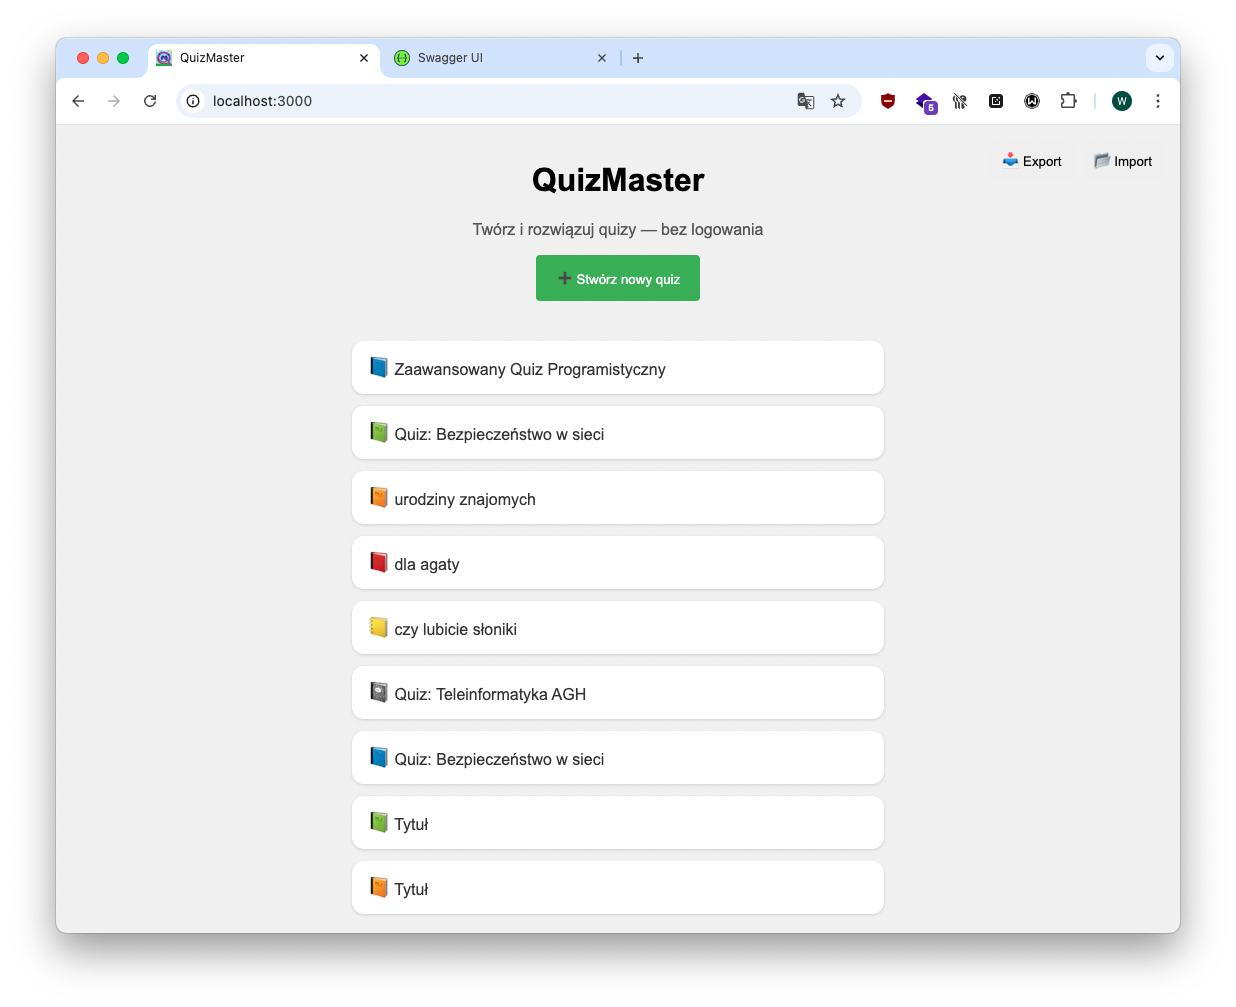 QuizMaster
Swagger UI
localhost:3000
5
W
Export
Import
QuizMaster
Twórz i rozwiązuj quizy — bez logowania
Stwórz nowy quiz
Zaawansowany Quiz Programistyczny
Quiz: Bezpieczeństwo w sieci
urodziny znajomych
dla agaty
czy lubicie słoniki
Quiz: Teleinformatyka AGH
Quiz: Bezpieczeństwo w sieci
Tytuł
Tytuł